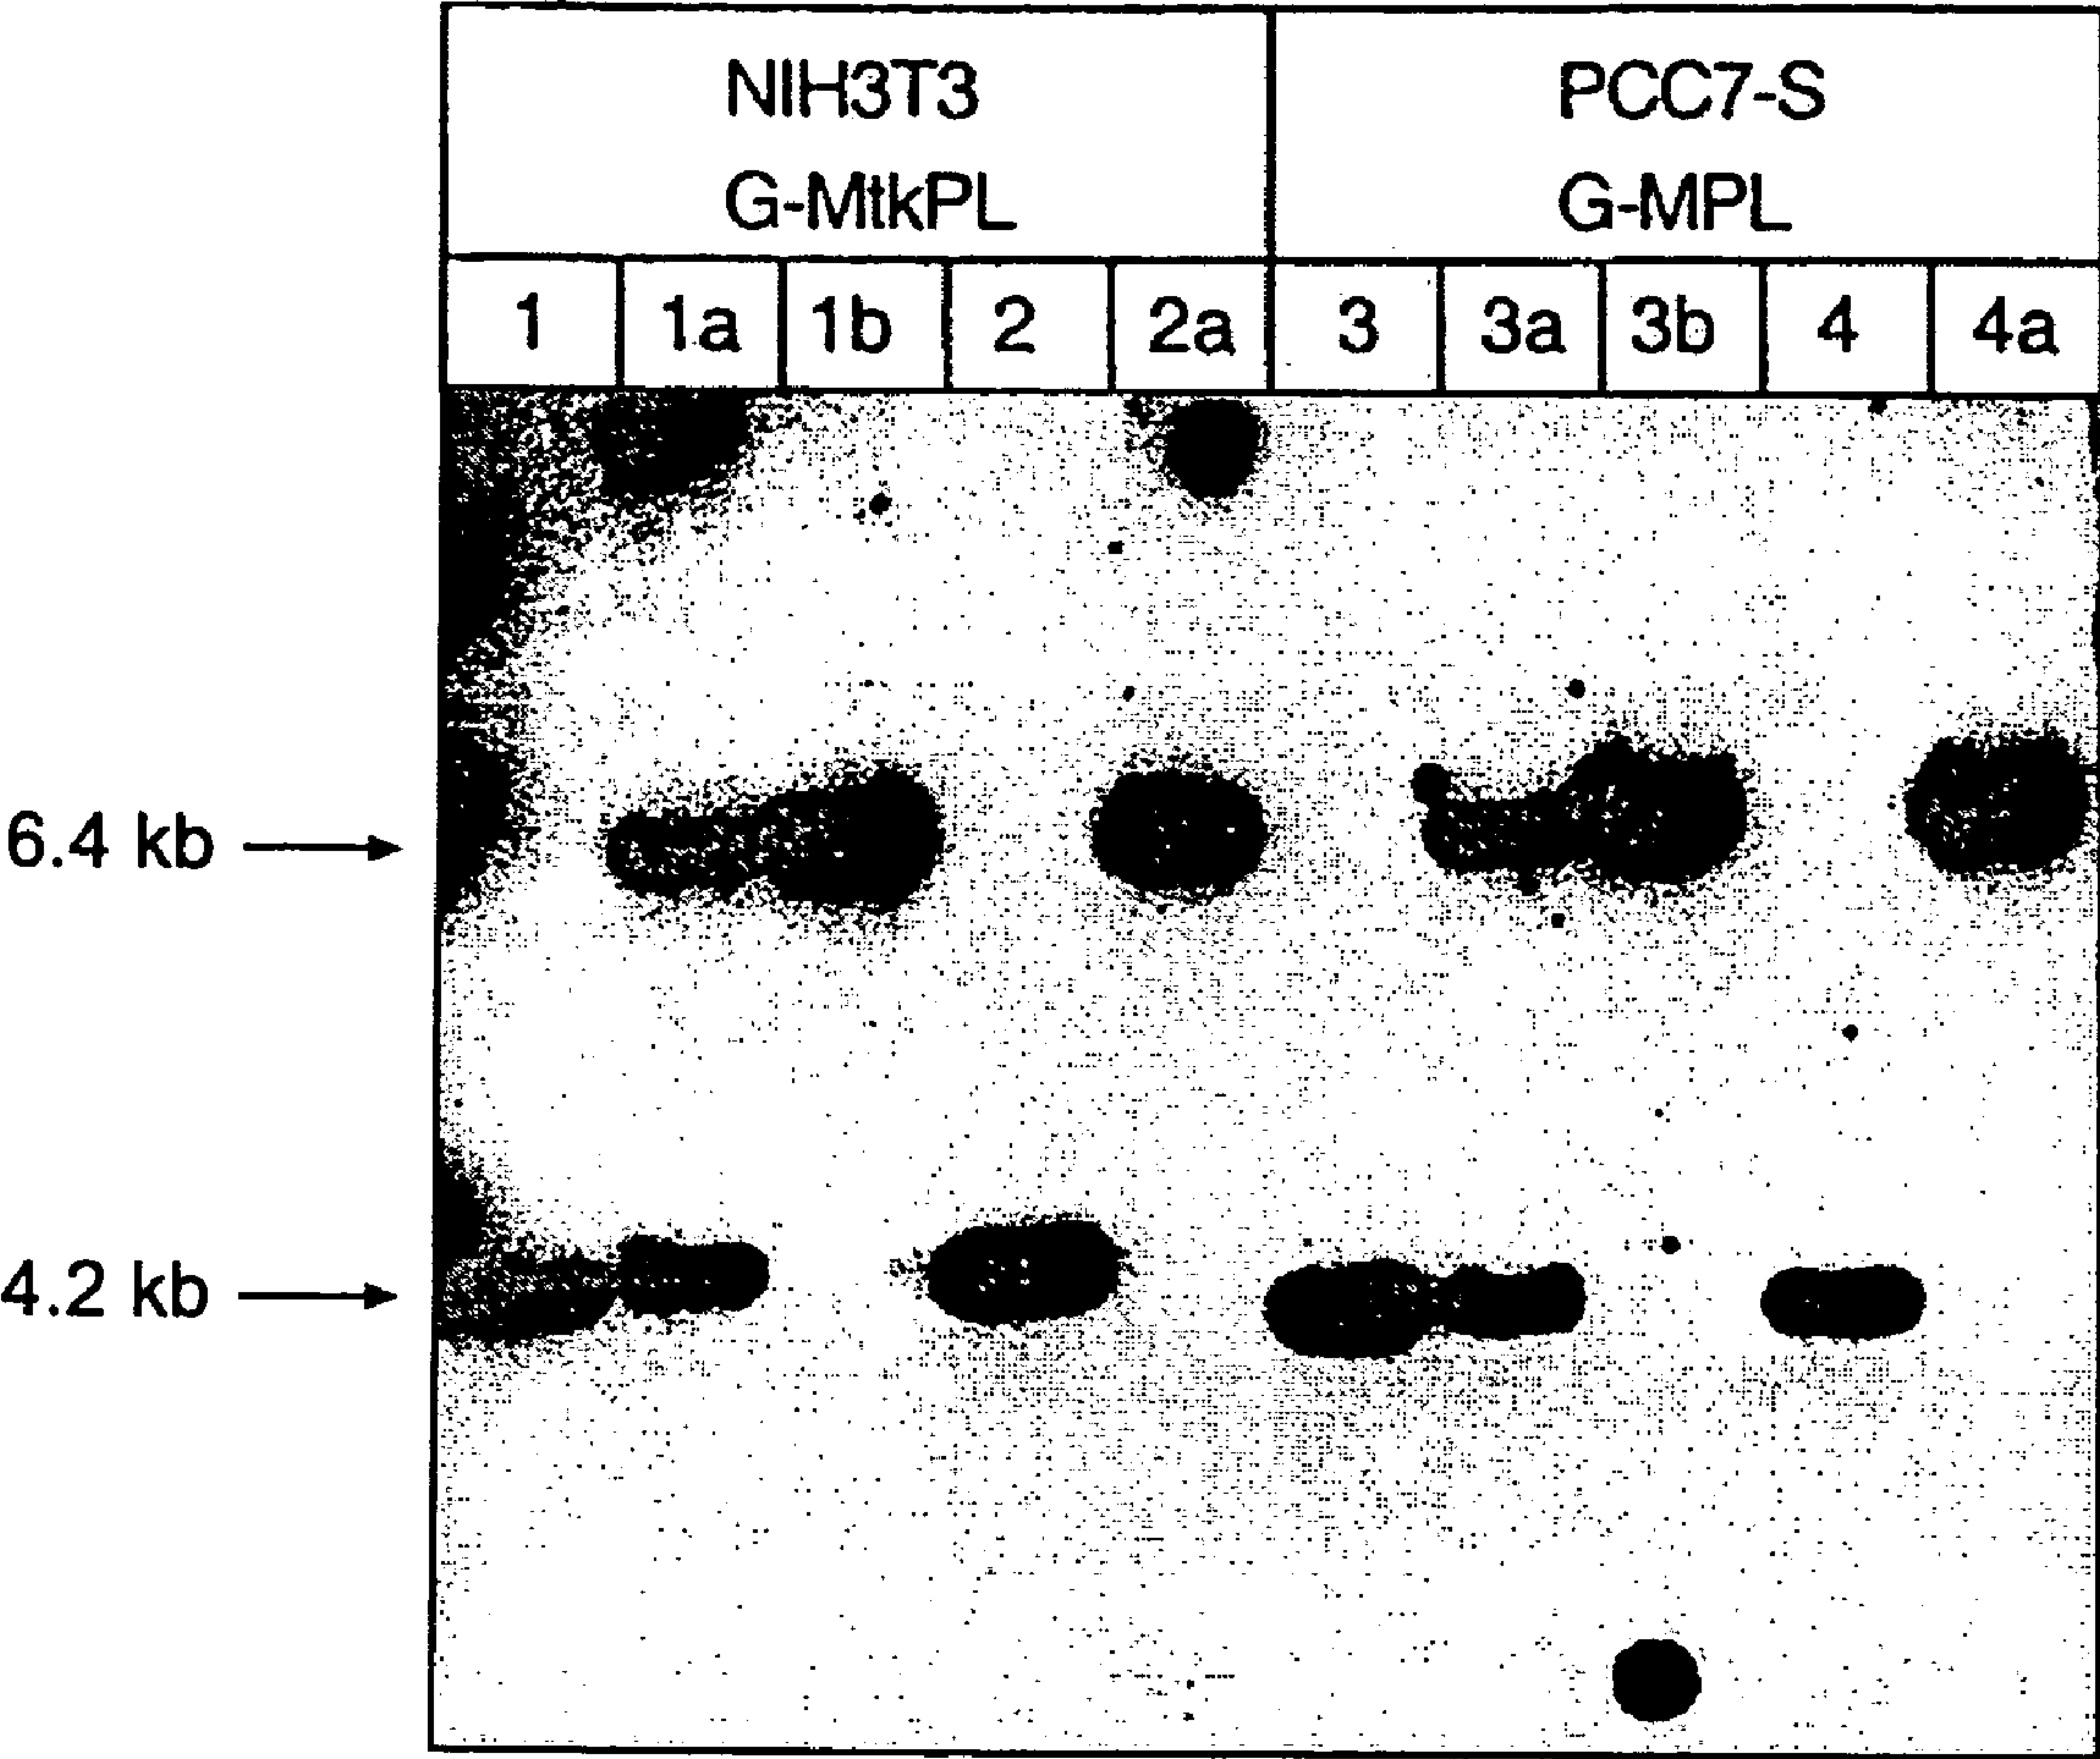 NIH3T3
G-MtkPL
PCC7-S
G-MPL
1 1a 1b 2 2a 3 3a 3b 4 4a
6.4 kb
4.2 kb